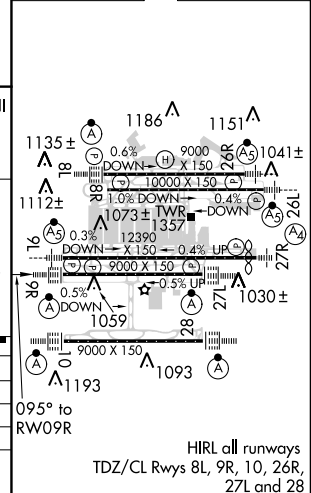 1186
1151
1135 ±
A
0.6%
9000
A5
8L
P
DOWN
H
X 150
26R
1041±
P
8R
10000 X 150
P
1112±
1.0% DOWN
0.4%
26L
A5
1073±
TWR
DOWN
A5
A4
1357
0.3%
12390
9L
DOWN
X 150
0.4% UP
P
27R
P
P
9000 X 150
9R
0.5% UP
27L
1030±
A
0.5%
DOWN
A
1059
28
A
10
9000 X 150
A
1193
1093
095° to
RW09R
HIRL all runways
TDZ/CL Rwys 8L, 9R, 10, 26R,
27L and 28